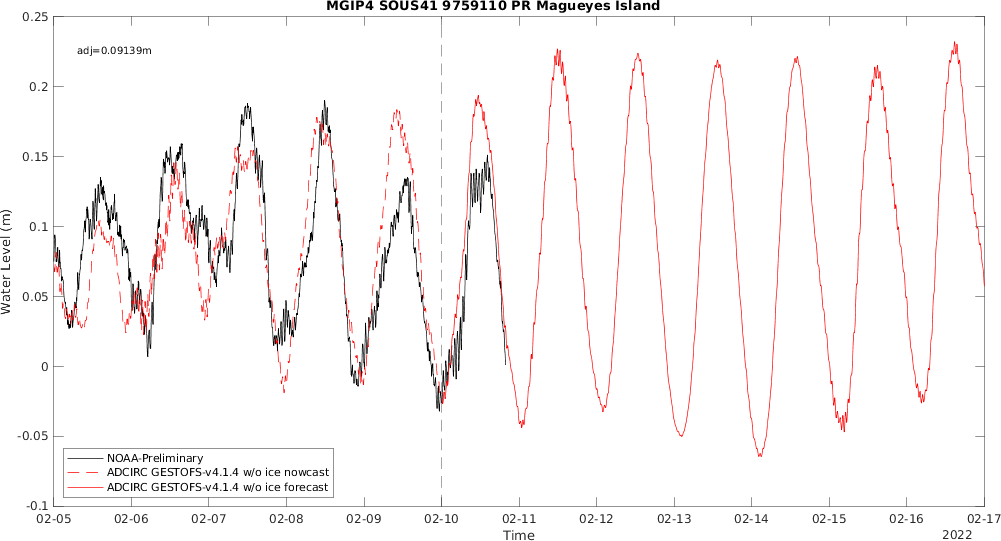 MGIP4 SOUS41 9759110 PR Magueyes Island
adj=0.09139m
0.25
0.2
0.15
0.1
0.05
0
-0.05
-0.1
Water Level (m)
NOAA-Preliminary
ADCIRC GESTOFS-v4.1.4 w/o ice nowcast
ADCIRC GESTOFS-v4.1.4 w/o ice forecast
02-05 02-06 02-07 02-08 02-09 02-10 02-11 02-12 02-13 02-14 02-15 02-16 02-17
Time
2022